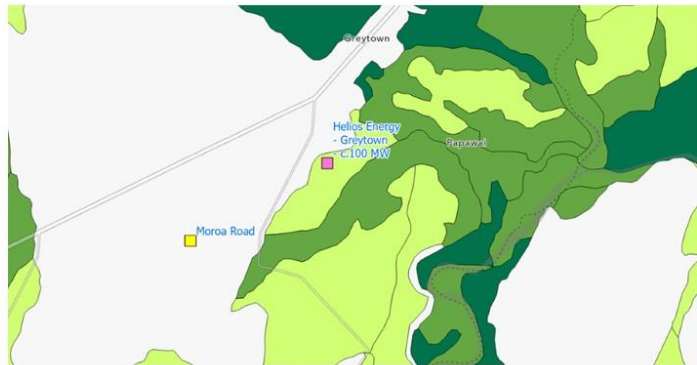 Greytown
Helios Energy
- Greytown
- c.100 MW
Papawai
Moroa Road